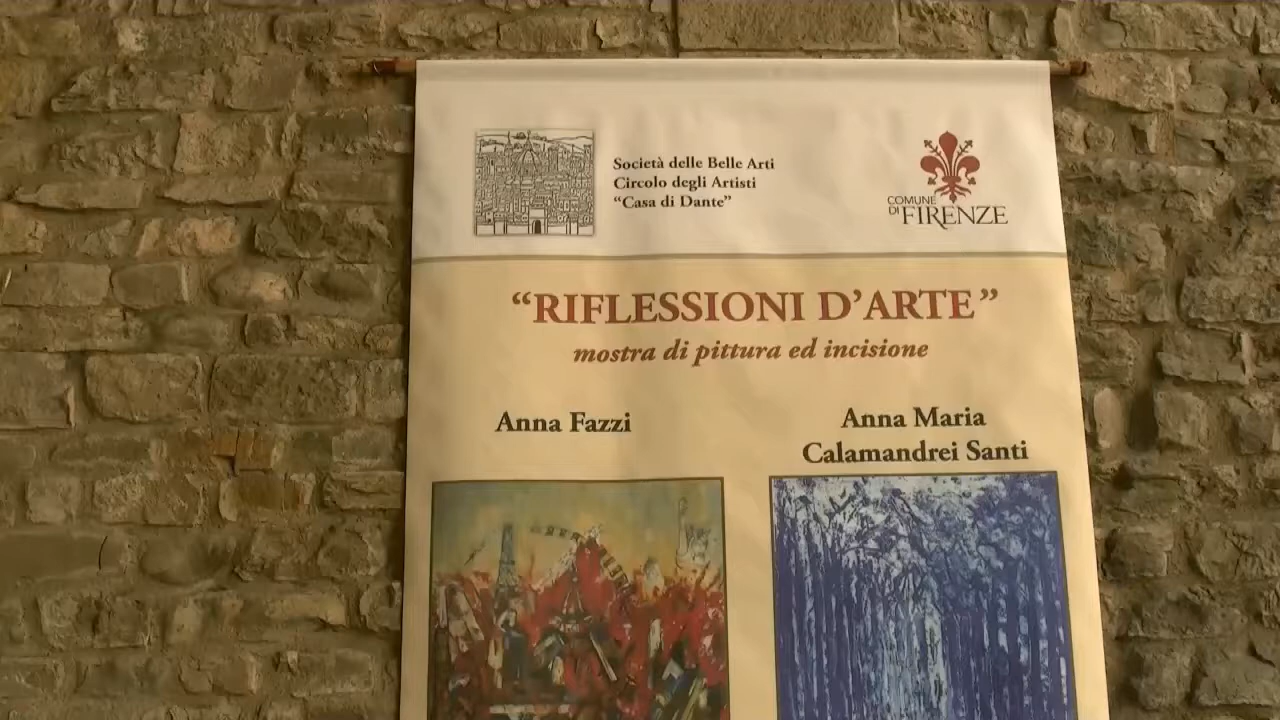 Società delle Belle Arti
Circolo degli Artisti
“Casa di Dante”
COMUNE
DI FIRENZE
“RIFLESSIONI D’ARTE”
mostra di pittura ed incisione
Anna Fazzi
Anna Maria
Calamandrei Santi